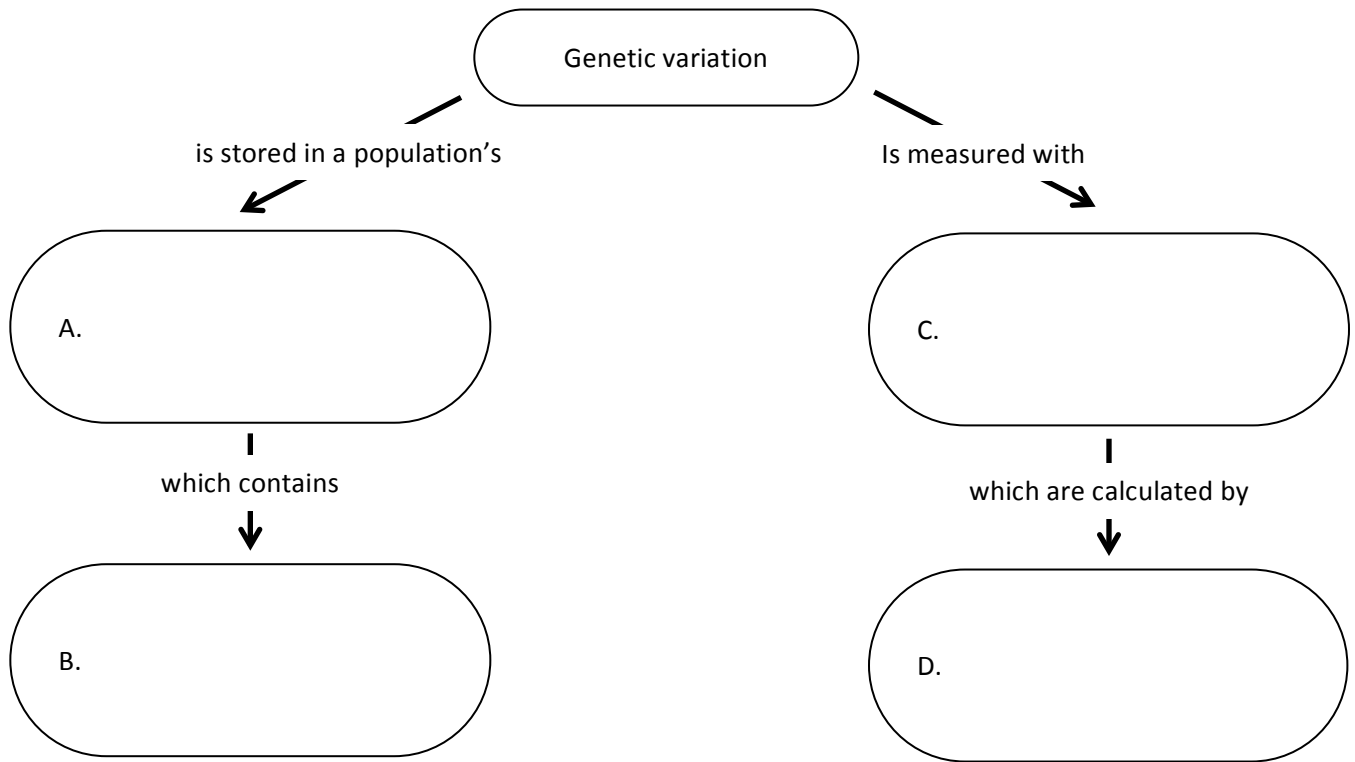 Genetic variation
is stored in a population’s
Is measured with
A.
C.
which contains
which are calculated by
B.
D.